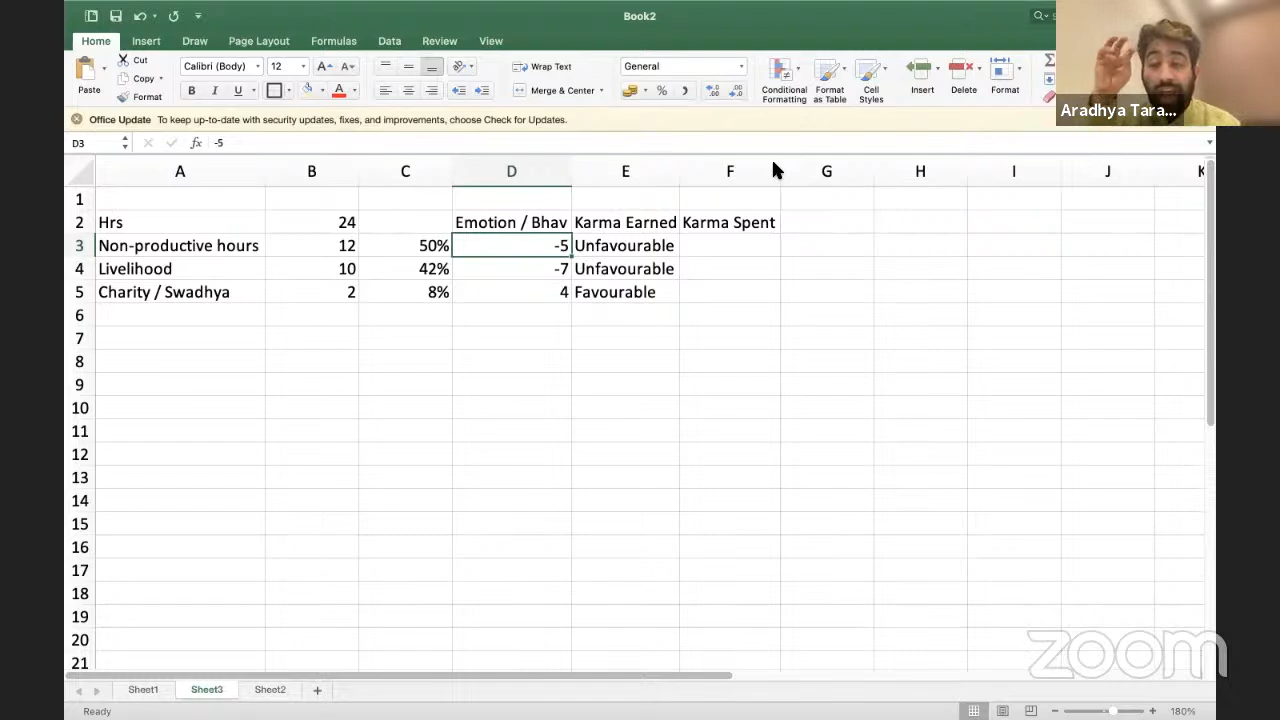 Book2
Home Insert Draw Page Layout Formulas Data Review View
Paste
Cut
Copy
Format
Calibri (Body) 12
B I U
Wrap Text
Merge & Center
General
Conditional Formatting
Format as Table
Cell Styles
Insert
Delete
Format
Aradhya Tara...
Office Update To keep up-to-date with security updates, fixes, and improvements, choose Check for Updates.
D3 fx -5
A B C D E F G H I J K
1
2 Hrs 24 Emotion / Bhav Karma Earned Karma Spent
3 Non-productive hours 12 50% -5 Unfavourable
4 Livelihood 10 42% -7 Unfavourable
5 Charity / Swadhya 2 8% 4 Favourable
6
7
8
9
10
11
12
13
14
15
16
17
18
19
20
21
zoom
Sheet1 Sheet3 Sheet2 +
Ready
180%